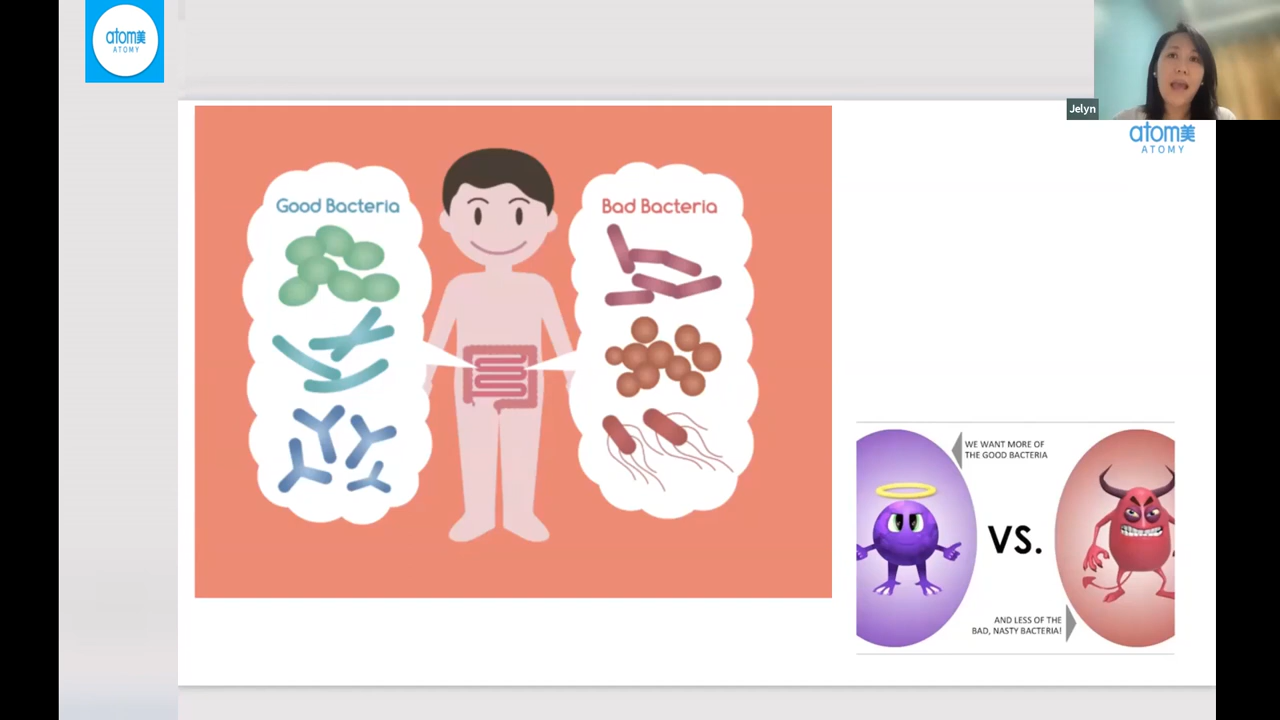 atom美
ATOMY
Jelyn
atom美
ATOMY
Good Bacteria
Bad Bacteria
WE WANT MORE OF
THE GOOD BACTERIA
VS.
AND LESS OF THE
BAD, NASTY BACTERIA!